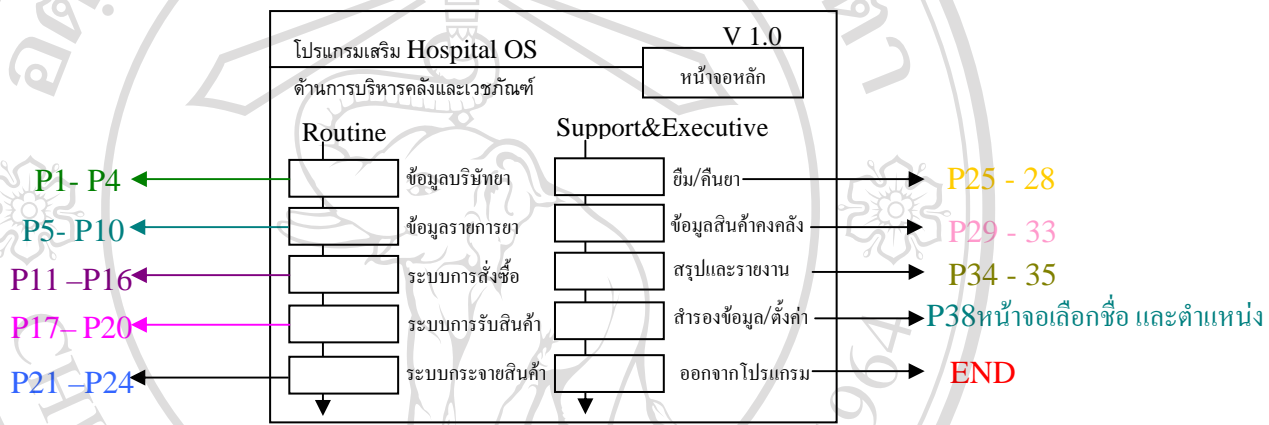 โปรแกรมเสริม Hospital OS
V 1.0
หน้าจอหลัก
ด้านการบริหารคลังและเวชภัณฑ์
Routine
Support&Executive
P1- P4
ข้อมูลบริษัทยา
ยืม/คืนยา
P25 - 28
P5- P10
ข้อมูลรายการยา
ข้อมูลสินค้าคงคลัง
P29 - 33
P11 –P16
ระบบการสั่งซื้อ
สรุปและรายงาน
P34 - 35
P17– P20
ระบบการรับสินค้า
สำรองข้อมูล/ตั้งค่า
P38หน้าจอเลือกชื่อ และตำแหน่ง
P21 –P24
ระบบกระจายสินค้า
ออกจากโปรแกรม
END
964